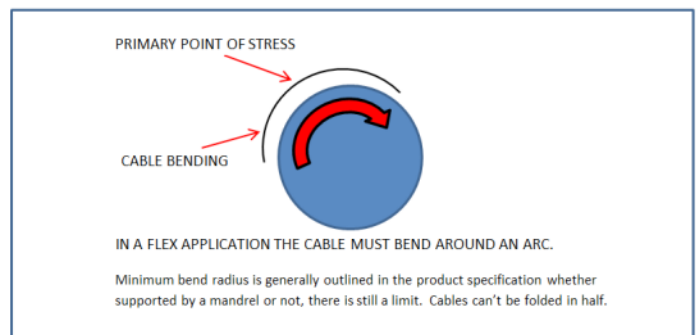 PRIMARY POINT OF STRESS
CABLE BENDING
IN A FLEX APPLICATION THE CABLE MUST BEND AROUND AN ARC.
Minimum bend radius is generally outlined in the product specification whether
supported by a mandrel or not, there is still a limit. Cables can’t be folded in half.